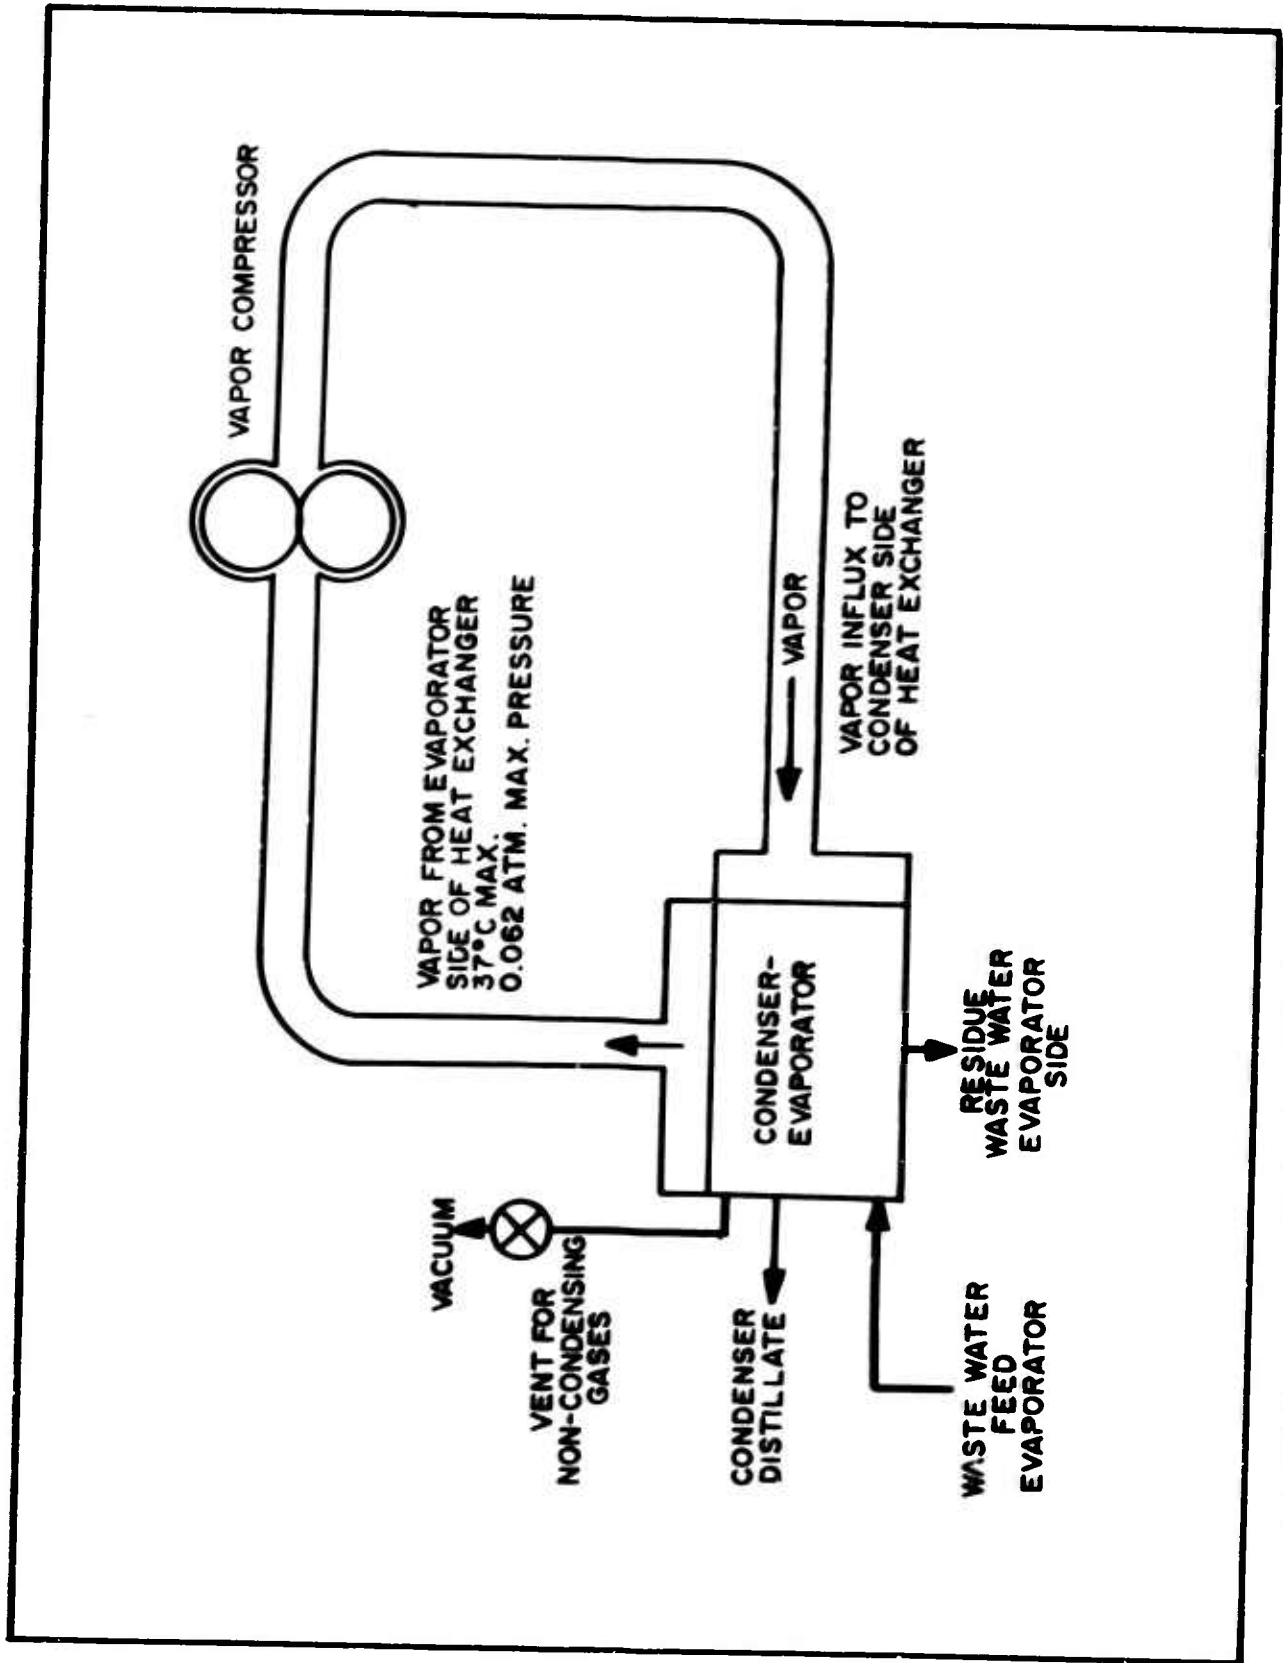 VAPOR COMPRESSOR
VAPOR FROM EVAPORATOR
SIDE OF HEAT EXCHANGER
37°C MAX.
0.062 ATM. MAX. PRESSURE
VACUUM
VENT FOR
NON-CONDENSING
GASES
CONDENSER-
EVAPORATOR
VAPOR
VAPOR INFLUX TO
CONDENSER SIDE
OF HEAT EXCHANGER
CONDENSER
DISTILLATE
WASTE WATER
FEED
EVAPORATOR
RESIDUE
WASTE WATER
EVAPORATOR
SIDE